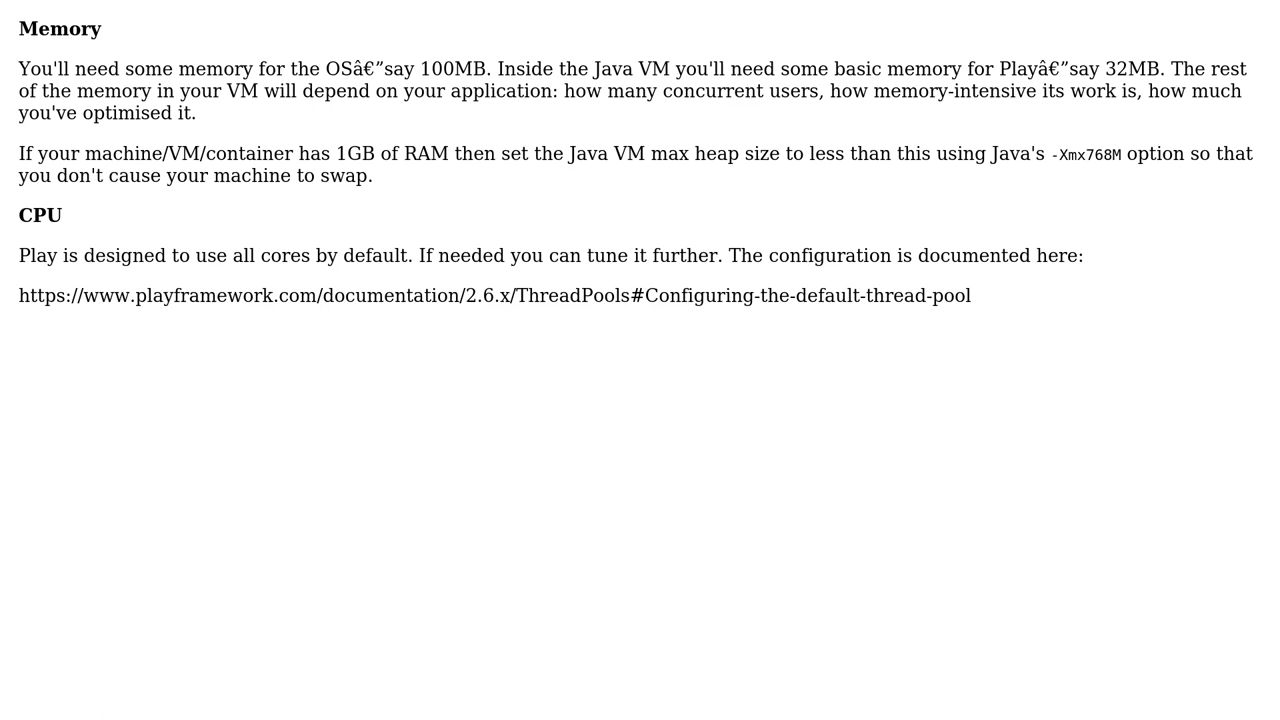 Memory
You'll need some memory for the OSâ€”say 100MB. Inside the Java VM you'll need some basic memory for Playâ€”say 32MB. The rest
of the memory in your VM will depend on your application: how many concurrent users, how memory-intensive its work is, how much
you've optimised it.
If your machine/VM/container has 1GB of RAM then set the Java VM max heap size to less than this using Java's -Xmx768M option so that
you don't cause your machine to swap.
CPU
Play is designed to use all cores by default. If needed you can tune it further. The configuration is documented here:
https://www.playframework.com/documentation/2.6.x/ThreadPools#Configuring-the-default-thread-pool